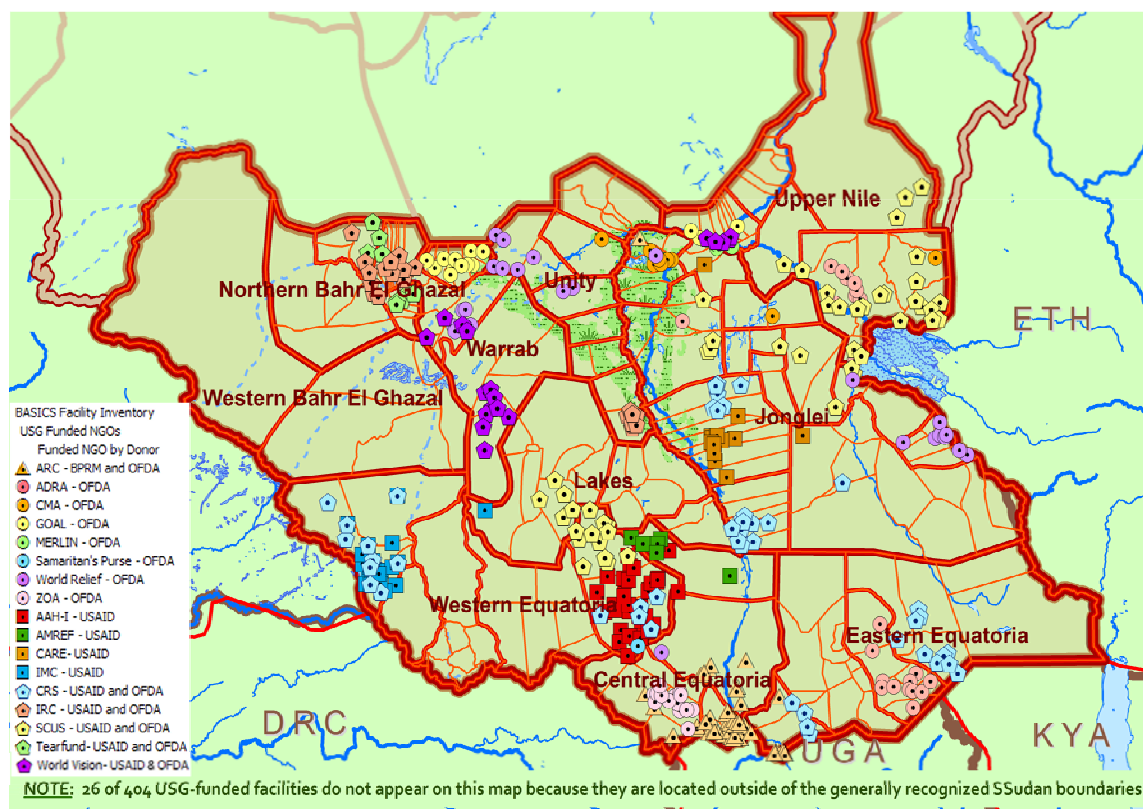 Upper Nile
Unity
Northern Bahr El Ghazal
ETH
Warrab
Western Bahr El Ghazal
Jonglei
BASICS Facility Inventory
USG Funded NGOs
Funded NGO by Donor
ARC - BPRM and OFDA
ADRA - OFDA
CMA - OFDA
GOAL - OFDA
MERLIN - OFDA
Samaritan's Purse - OFDA
World Relief - OFDA
ZOA - OFDA
AAH-I - USAID
AMREF - USAID
CARE- USAID
IMC - USAID
CRS - USAID and OFDA
IRC - USAID and OFDA
SCUS - USAID and OFDA
Tearfund- USAID and OFDA
World Vision- USAID & OFDA
Lakes
Western Equatoria
Eastern Equatoria
Central Equatoria
DRC
UGA
KYA
NOTE: 26 of 404 USG-funded facilities do not appear on this map because they are located outside of the generally recognized SSudan boundaries